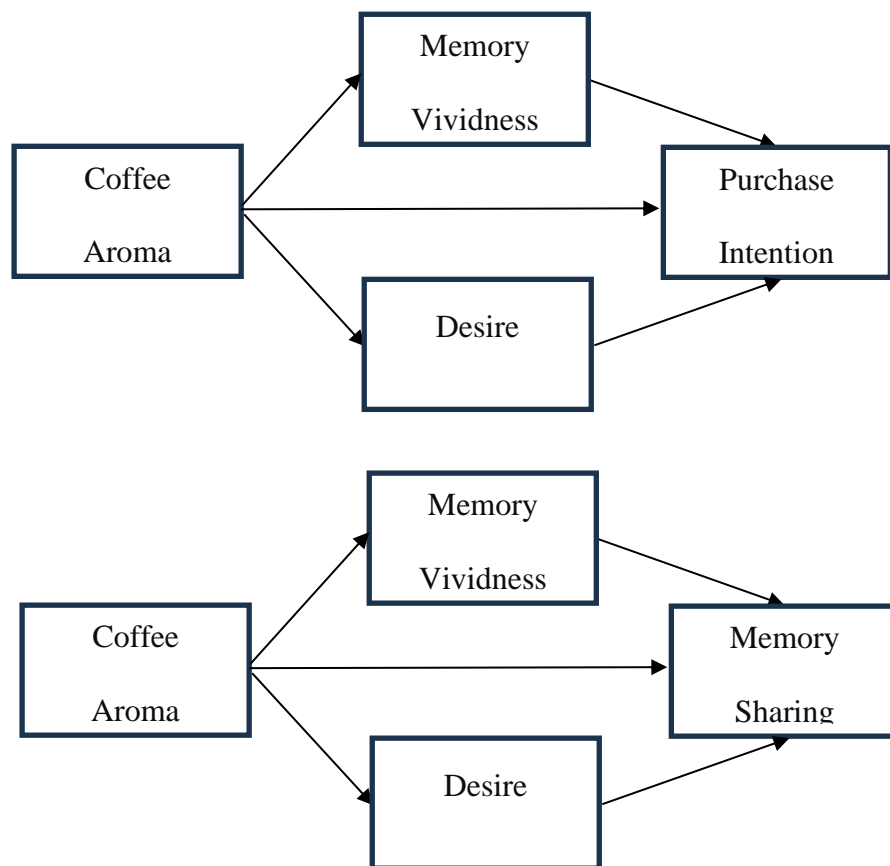 Memory
Vividness
Coffee
Aroma
Purchase
Intention
Desire
Memory
Vividness
Coffee
Aroma
Memory
Sharing
Desire